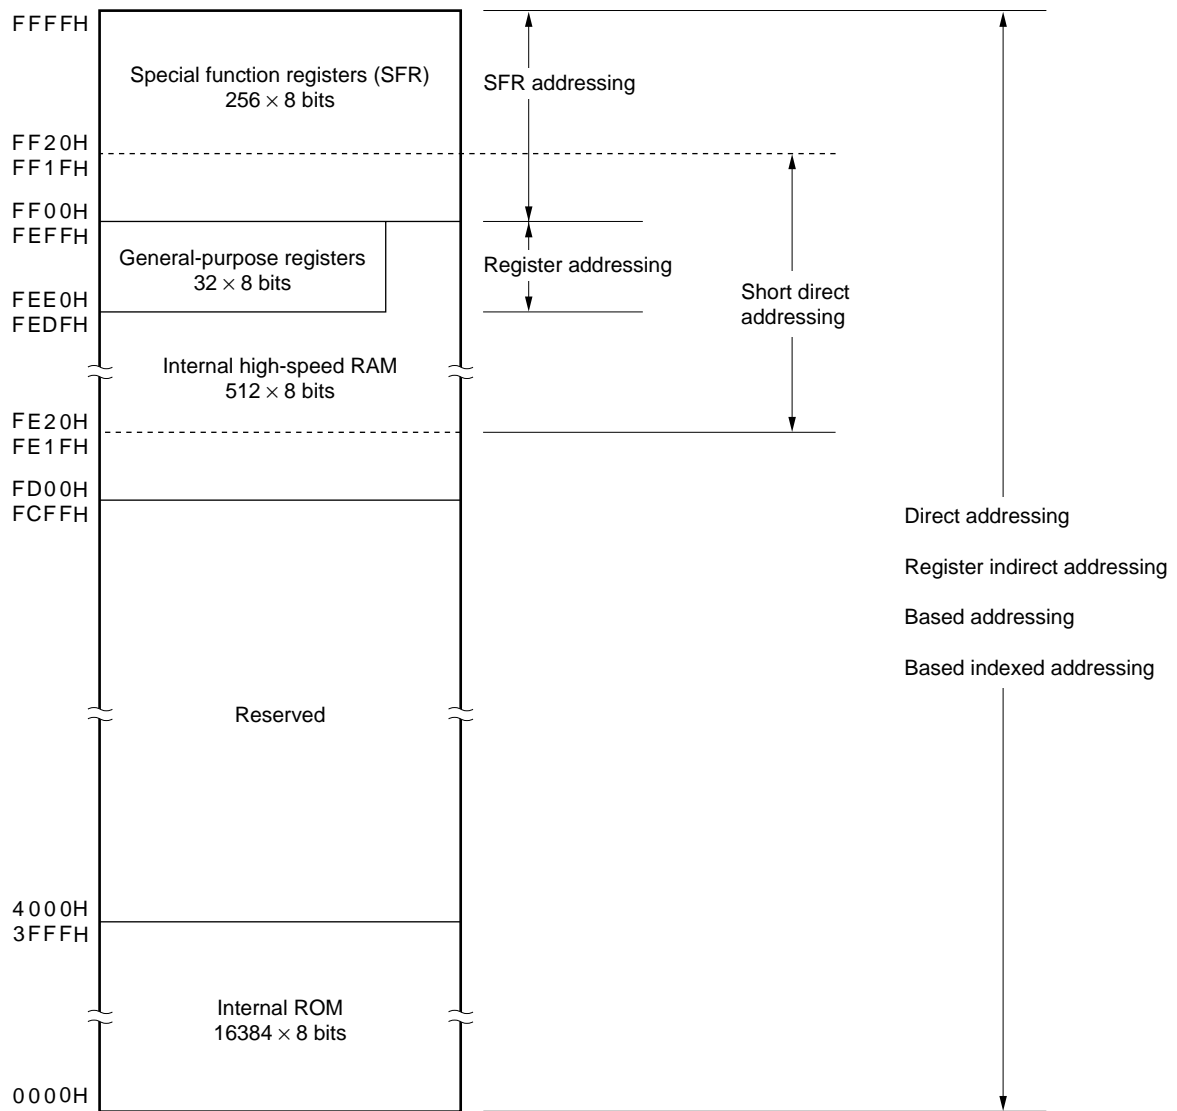 FFFFH
Special function registers (SFR)
256 × 8 bits
SFR addressing
FF20H
FF1FH
FF00H
FEFFH
General-purpose registers
32 × 8 bits
Register addressing
FEE0H
FEDFH
Short direct
addressing
Internal high-speed RAM
512 × 8 bits
FE20H
FE1FH
FD00H
FCFFH
Direct addressing
Register indirect addressing
Based addressing
Based indexed addressing
Reserved
4000H
3FFFH
Internal ROM
16384 × 8 bits
0000H